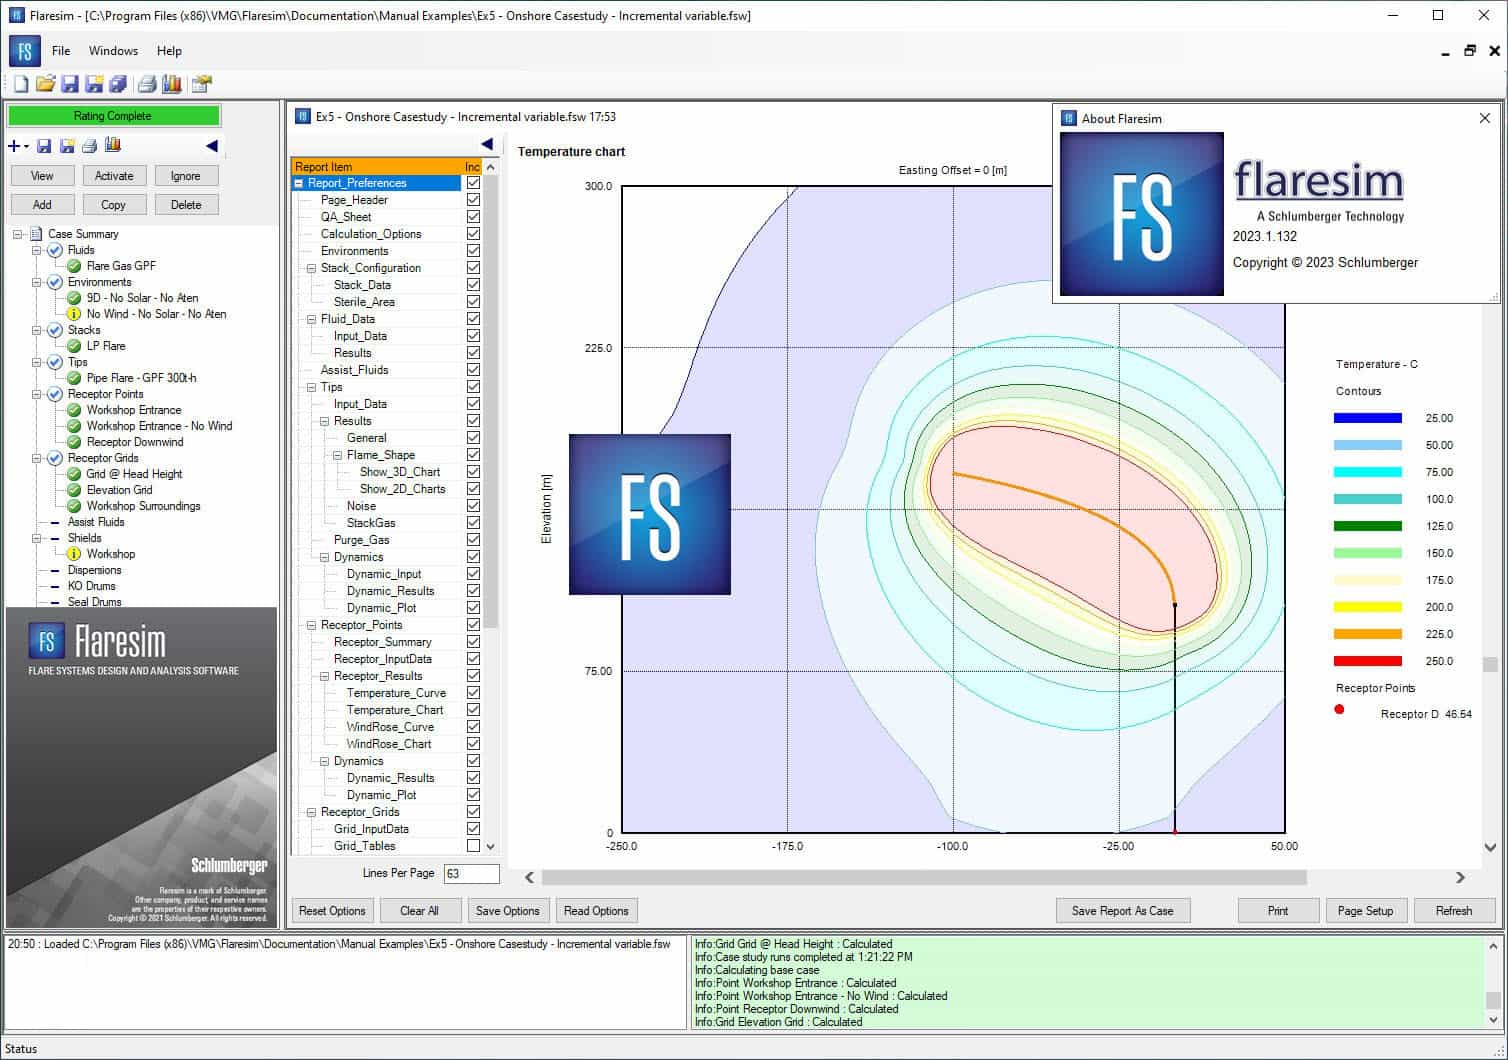 Flaresim - [C:\Program Files (x86)\VMG\Flaresim\Documentation\Manual Examples\Ex5 - Onshore Casestudy - Incremental variable.fsw]
FS
File Windows Help
Rating Complete
View Activate Ignore
Add Copy Delete
Case Summary
Fluids
Flare Gas GPF
Environments
9D - No Solar - No Aten
No Wind - No Solar - No Aten
Stacks
LP Flare
Tips
Pipe Flare - GPF 300t-h
Receptor Points
Workshop Entrance
Workshop Entrance - No Wind
Receptor Downwind
Receptor Grids
Grid @ Head Height
Elevation Grid
Workshop Surroundings
Assist Fluids
Shields
Workshop
Dispersions
KO Drums
Seal Drums
FS Flaresim
FLARE SYSTEMS DESIGN AND ANALYSIS SOFTWARE
Schlumberger
Flaresim is a mark of Schlumberger.
Other company, product, and service names
are the properties of their respective owners.
Copyright © 2021 Schlumberger. All rights reserved.
Ex5 - Onshore Casestudy - Incremental variable.fsw 17:53
Report Item Inc
Report_Preferences
Page_Header
QA_Sheet
Calculation_Options
Environments
Stack_Configuration
Stack_Data
Sterile_Area
Fluid_Data
Input_Data
Results
Assist_Fluids
Tips
Input_Data
Results
General
Flame_Shape
Show_3D_Chart
Show_2D_Charts
Noise
StackGas
Purge_Gas
Dynamics
Dynamic_Input
Dynamic_Results
Dynamic_Plot
Receptor_Points
Receptor_Summary
Receptor_InputData
Receptor_Results
Temperature_Curve
Temperature_Chart
WindRose_Curve
WindRose_Chart
Dynamics
Dynamic_Results
Dynamic_Plot
Receptor_Grids
Grid_InputData
Grid_Tables
Lines Per Page 63
Reset Options Clear All Save Options Read Options
Temperature chart
Easting Offset = 0 [m]
300.0
225.0
Elevation [m]
FS
75.00
0
-250.0 -175.0 -100.0 -25.00 50.00
About Flaresim
FS
flaresim
A Schlumberger Technology
2023.1.132
Copyright © 2023 Schlumberger
Temperature - C
Contours
25.00
50.00
75.00
100.0
125.0
150.0
175.0
200.0
225.0
250.0
Receptor Points
Receptor D 46.54
Save Report As Case Print Page Setup Refresh
20:50 : Loaded C:\Program Files (x86)\VMG\Flaresim\Documentation\Manual Examples\Ex5 - Onshore Casestudy - Incremental variable.fsw
Info:Grid Grid @ Head Height : Calculated
Info:Case study runs completed at 1:21:22 PM
Info:Calculating base case
Info:Point Workshop Entrance : Calculated
Info:Point Workshop Entrance - No Wind : Calculated
Info:Point Receptor Downwind : Calculated
Info:Grid Elevation Grid : Calculated
Status